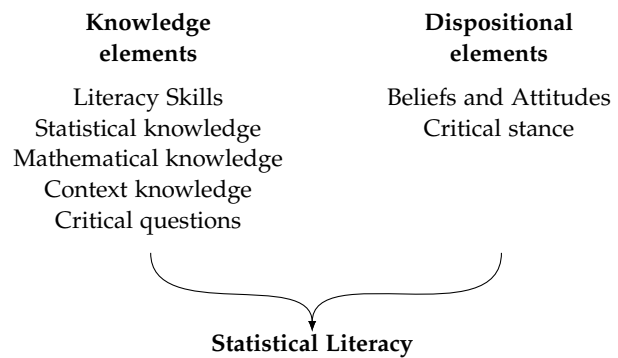 Knowledge
elements
Literacy Skills
Statistical knowledge
Mathematical knowledge
Context knowledge
Critical questions
Dispositional
elements
Beliefs and Attitudes
Critical stance
Statistical Literacy